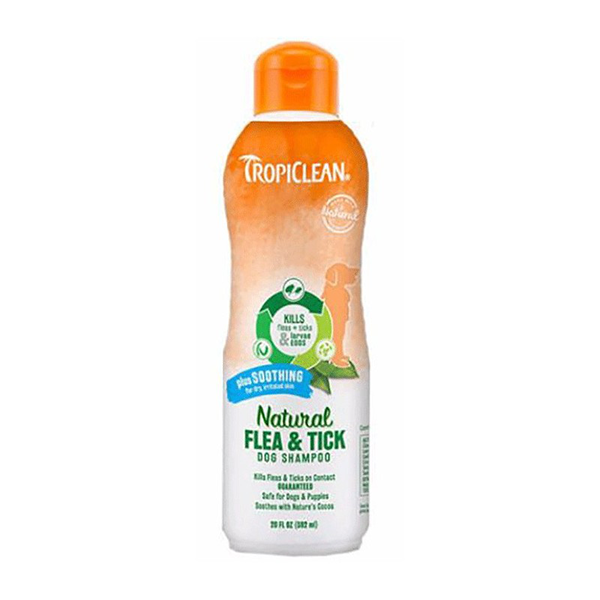 TROPICLEAN®
Natural
KILLS
fleas + ticks
& larvae
eggs
plus SOOTHING
for dry, irritated skin
Natural
FLEA & TICK
DOG SHAMPOO
Kills Fleas & Ticks on Contact
GUARANTEED
Safe for Dogs & Puppies
Soothes with Nature's Cocoa
20 FL OZ (592 ml)